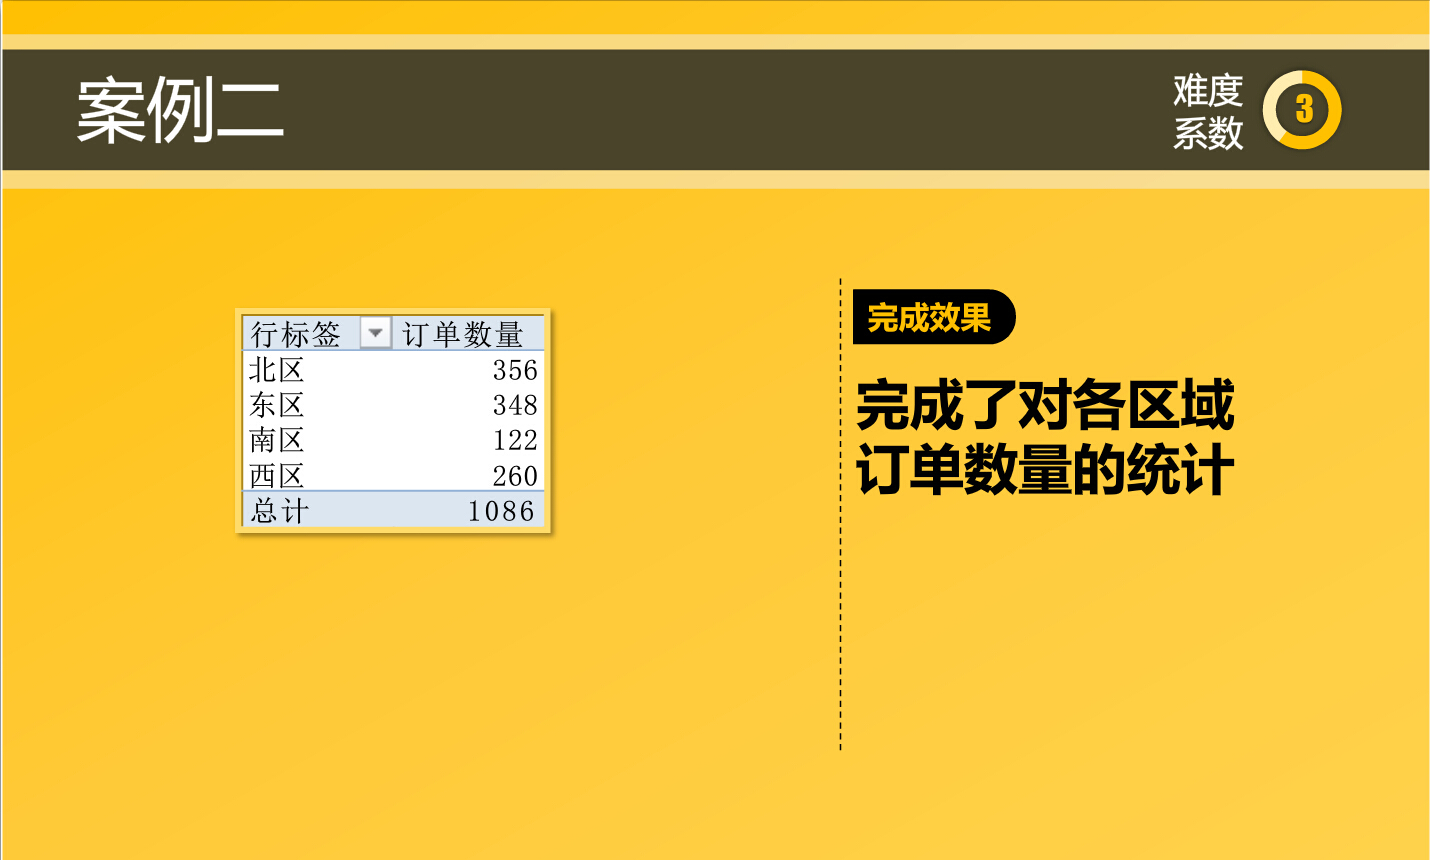 案例二
难度
系数
3
行标签 订单数量
北区 356
东区 348
南区 122
西区 260
总计 1086
完成效果
完成了对各区域
订单数量的统计